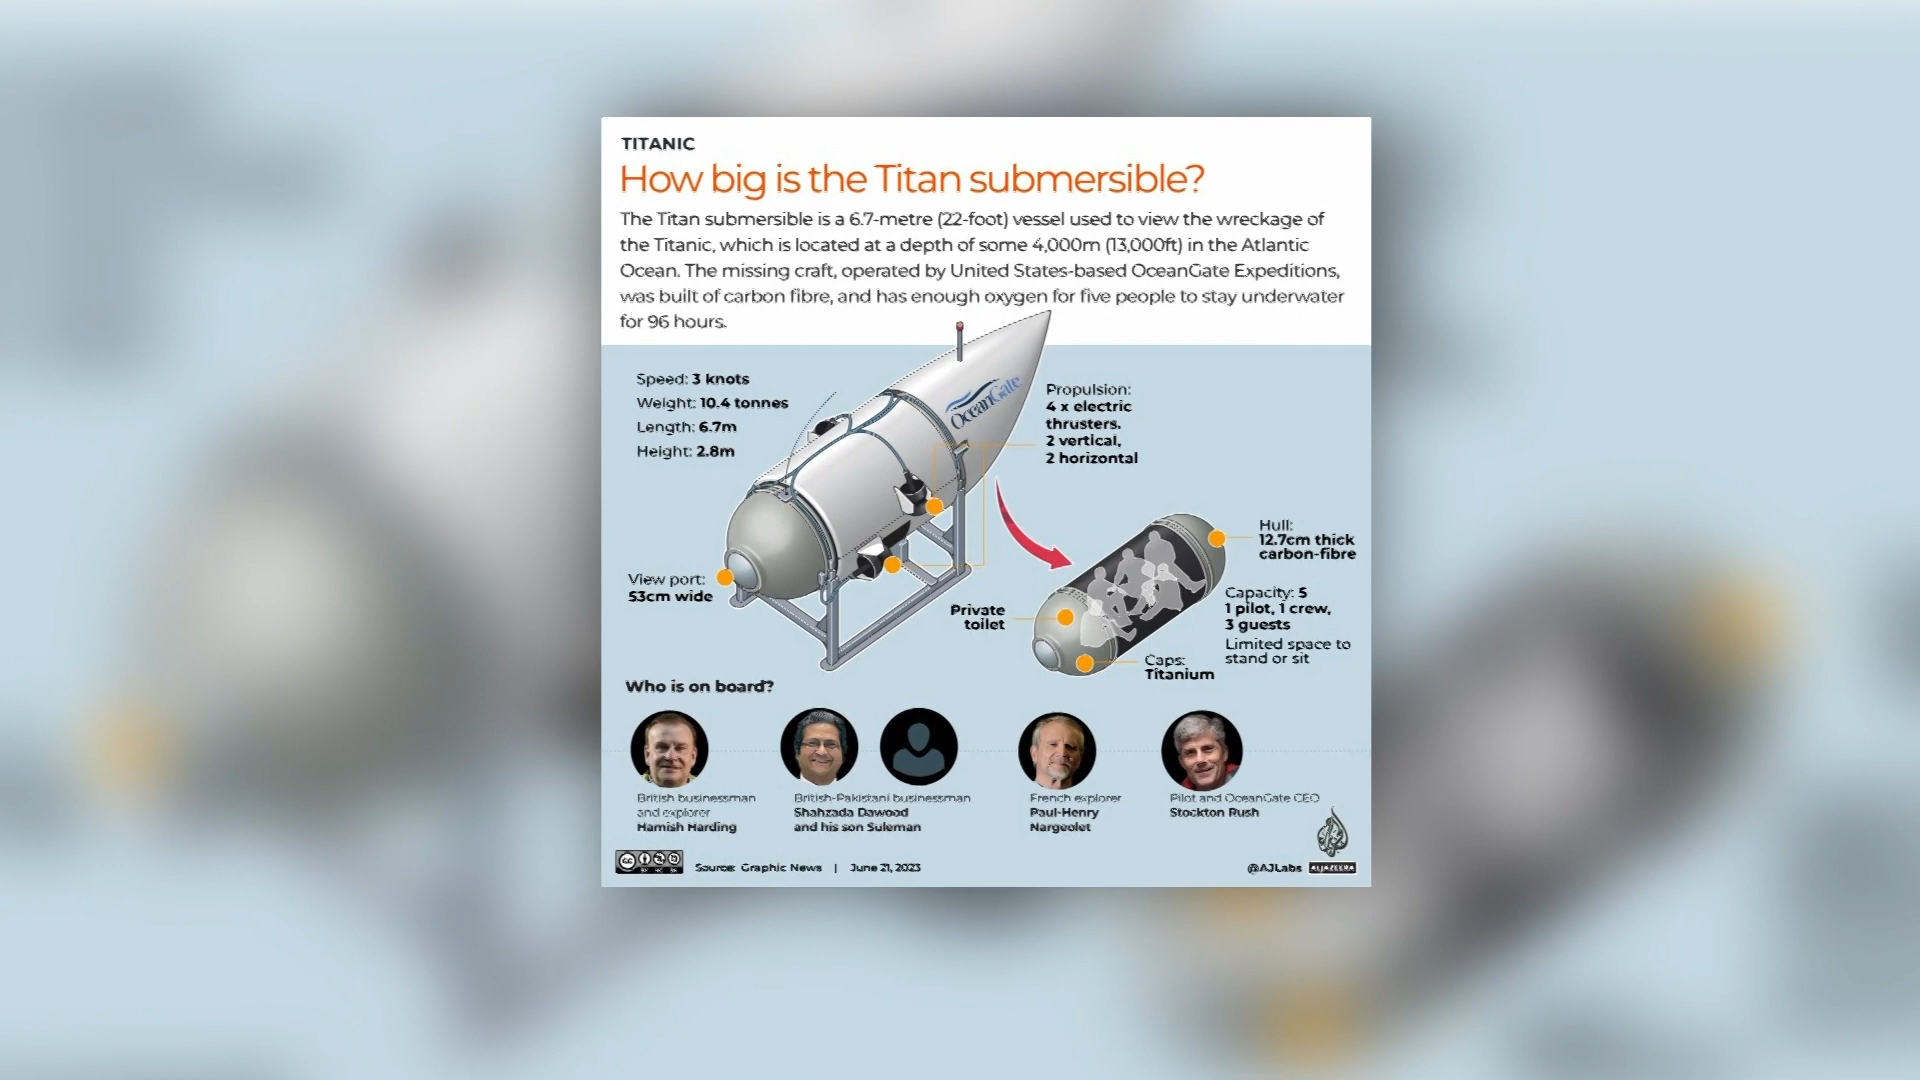 TITANIC
How big is the Titan submersible?
The Titan submersible is a 6.7-metre (22-foot) vessel used to view the wreckage of
the Titanic, which is located at a depth of some 4,000m (13,000ft) in the Atlantic
Ocean. The missing craft, operated by United States-based OceanGate Expeditions,
was built of carbon fibre, and has enough oxygen for five people to stay underwater
for 96 hours.
Speed: 3 knots
Weight: 10.4 tonnes
Length: 6.7m
Height: 2.8m
OceanGate
Propulsion:
4 x electric
thrusters.
2 vertical,
2 horizontal
View port:
53cm wide
Hull:
12.7cm thick
carbon-fibre
Private
toilet
Capacity: 5
1 pilot, 1 crew,
3 guests
Limited space to
stand or sit
Caps:
Titanium
Who is on board?
British businessman
and explorer
Hamish Harding
British-Pakistani businessman
Shahzada Dawood
and his son Suleman
French explorer
Paul-Henry
Nargeolet
Pilot and OceanGate CEO
Stockton Rush
cc
Source: Graphic News | June 21, 2023
@AJLabs
ALJAZEERA